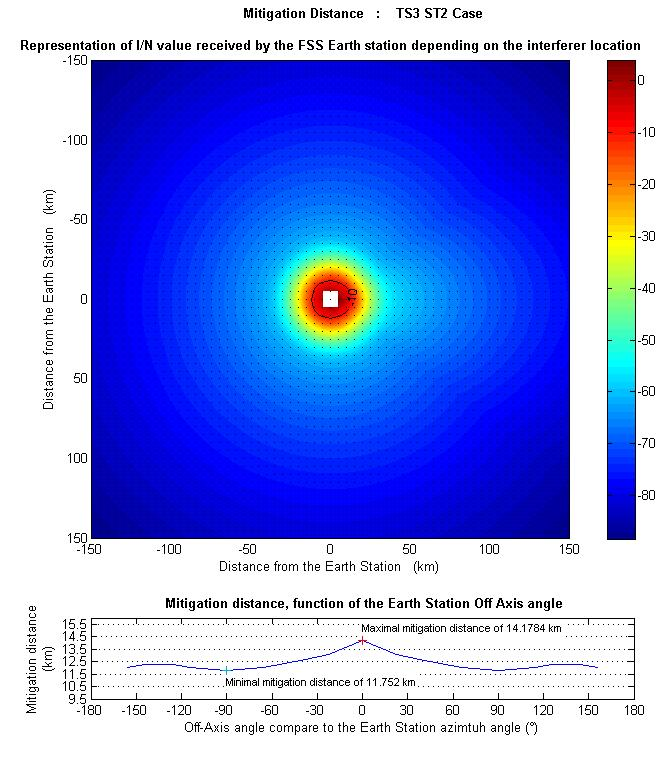 Mitigation Distance : TS3 ST2 Case
Representation of I/N value received by the FSS Earth station depending on the interferer location
-150
-100
-50
0
50
100
150
Distance from the Earth Station (km)
-150 -100 -50 0 50 100 150
Distance from the Earth Station (km)
-10
0
-10
-20
-30
-40
-50
-60
-70
-80
Mitigation distance, function of the Earth Station Off Axis angle
Mitigation distance
(km)
15.5
14.5
13.5
12.5
11.5
10.5
9.5
Maximal mitigation distance of 14.1784 km
Minimal mitigation distance of 11.752 km
-180 -150 -120 -90 -60 -30 0 30 60 90 120 150 180
Off-Axis angle compare to the Earth Station azimtuh angle (°)